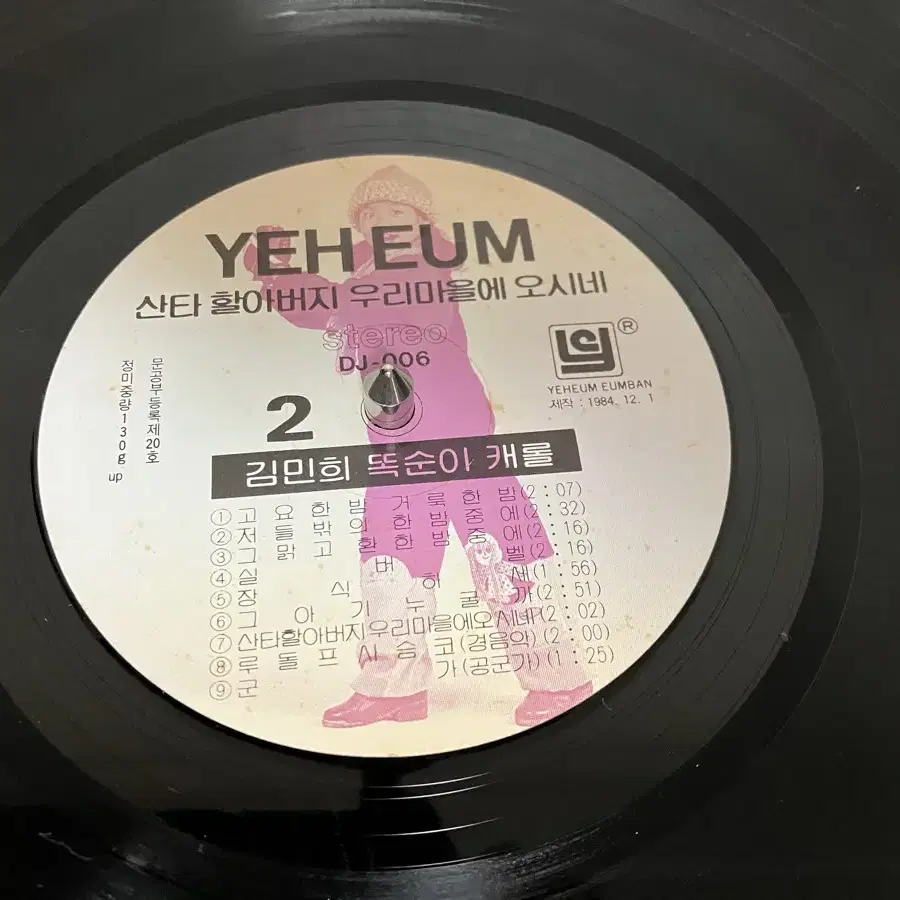 YEH EUM
산타 할아버지 우리마을에 오시네
stereo
DJ-006
YEHEUM EUMBAN
제작 : 1984. 12. 1
문공부등록제20호
정미중량130g up
2
김민희 똑순이 캐롤
① 고요한밤거룩한밤(2:07)
② 저들밖의한밤중에(2:32)
③ 그맑고환한밤중에(2:16)
④ 실버벨(2:16)
⑤ 장식하세(1:56)
⑥ 그아기누굴까(2:51)
⑦ 산타할아버지우리마을에오시네(2:02)
⑧ 루돌프시슴코(경음악)(2:00)
⑨ 군가(공군가)(1:25)